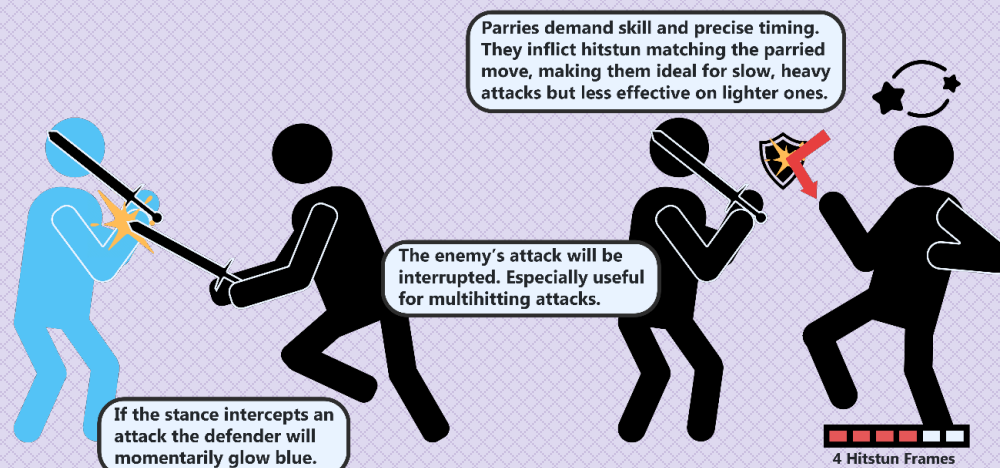 Parries demand skill and precise timing.
They inflict hitstun matching the parried
move, making them ideal for slow, heavy
attacks but less effective on lighter ones.
The enemy's attack will be
interrupted. Especially useful
for multihitting attacks.
If the stance intercepts an
attack the defender will
momentarily glow blue.
4 Hitstun Frames